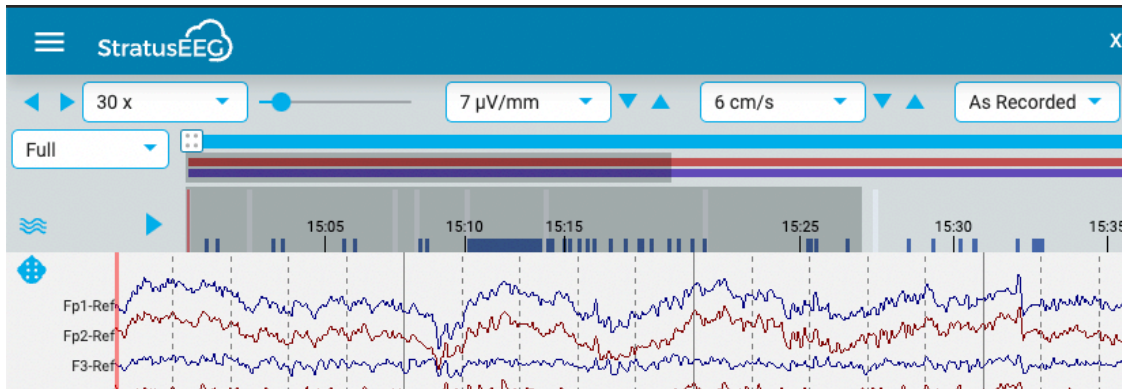 StratusEEG
X
30 x
7 µV/mm
6 cm/s
As Recorded
Full
15:05
15:10
15:15
15:25
15:30
15:35
Fp1-Ref
Fp2-Ref
F3-Ref